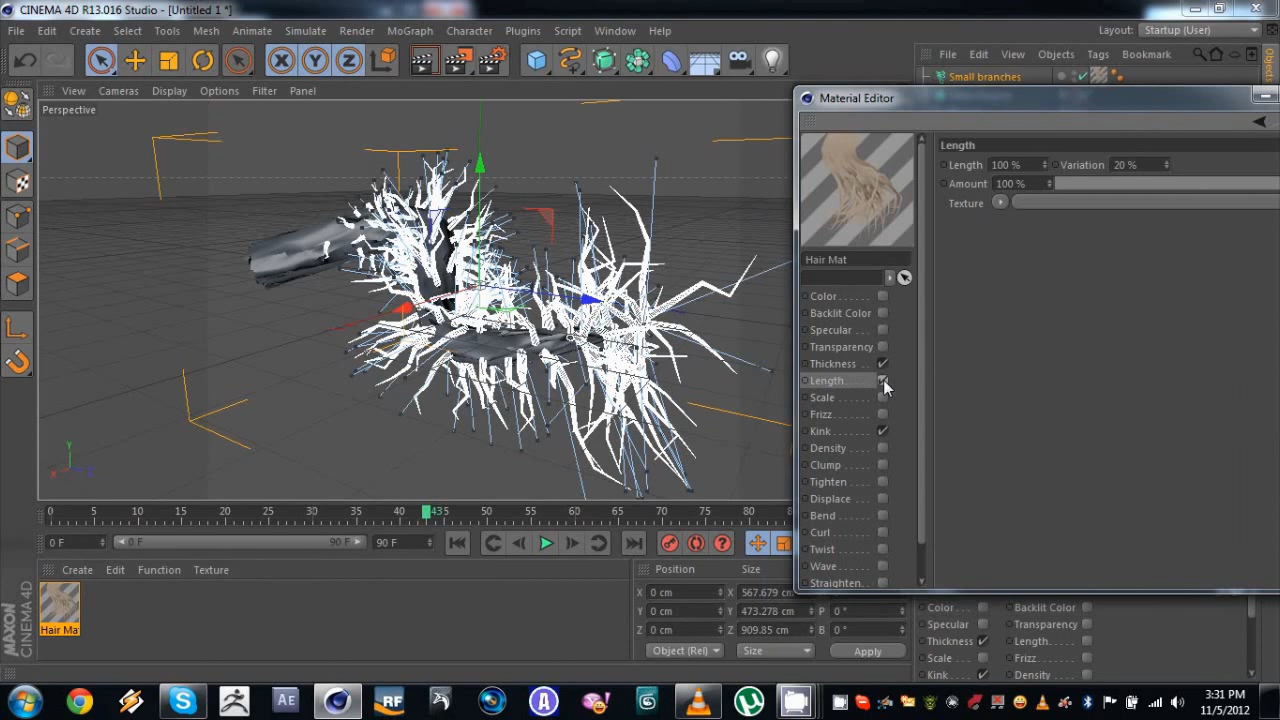 CINEMA 4D R13.016 Studio - [Untitled 1 *]
File Edit Create Select Tools Mesh Animate Simulate Render MoGraph Character Plugins Script Window Help
Layout: Startup (User)
X Y Z
File Edit View Objects Tags Bookmark
Small branches
Objects
View Cameras Display Options Filter Panel
Perspective
Material Editor
Length
Length 100 % Variation 20 %
Amount 100 %
Texture
Hair Mat
Color
Backlit Color
Specular
Transparency
Thickness
Length
Scale
Frizz
Kink
Density
Clump
Tighten
Displace
Bend
Curl
Twist
Wave
Straighten
Y
X
Z
0 5 10 15 20 25 30 35 40 43 45 50 55 60 65 70 75 80
0 F 0 F 90 F 90 F
Create Edit Function Texture
Hair Mat
Position Size
X 0 cm X 567.679 cm
Y 0 cm Y 473.278 cm P 0 °
Z 0 cm Z 909.85 cm B 0 °
Object (Rel) Size Apply
Color Backlit Color
Specular Transparency
Thickness Length
Scale Frizz
Kink Density
MAXON CINEMA 4D
Ae
RF
3:31 PM
11/5/2012